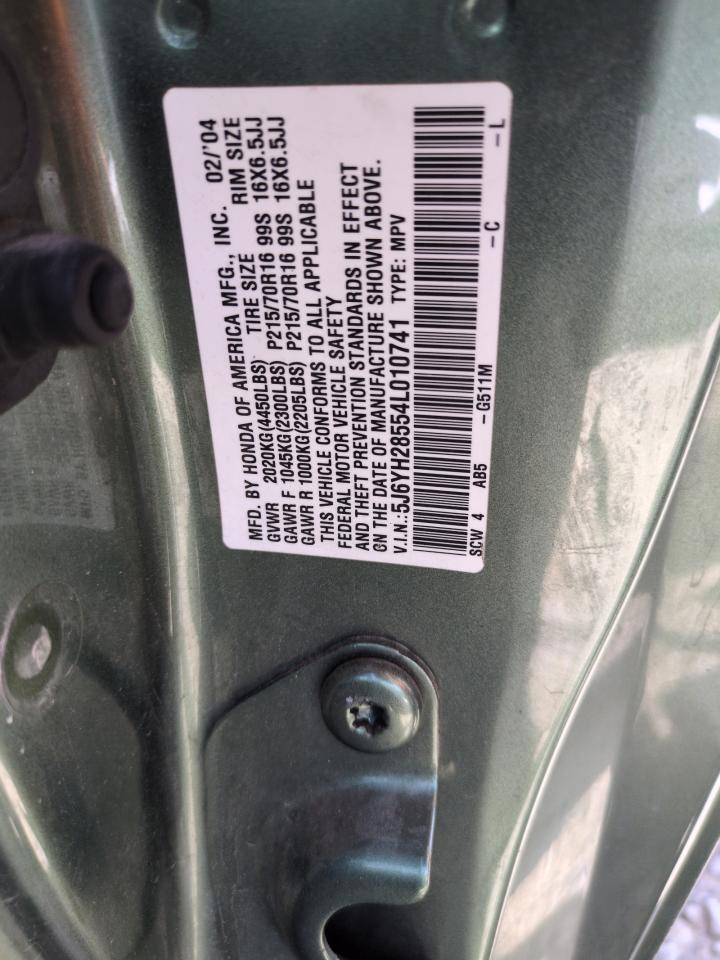 MFD. BY HONDA OF AMERICA MFG., INC. 02/'04
GVWR 2020KG(4450LBS) TIRE SIZE RIM SIZE
GAWR F 1045KG(2300LBS) P215/70R16 99S 16X6.5JJ
GAWR R 1000KG(2205LBS) P215/70R16 99S 16X6.5JJ
THIS VEHICLE CONFORMS TO ALL APPLICABLE
FEDERAL MOTOR VEHICLE SAFETY
AND THEFT PREVENTION STANDARDS IN EFFECT
ON THE DATE OF MANUFACTURE SHOWN ABOVE.
V.I.N.: 5J6YH28554L010741 TYPE: MPV
SCW 4 AB5 –G511M –C –L